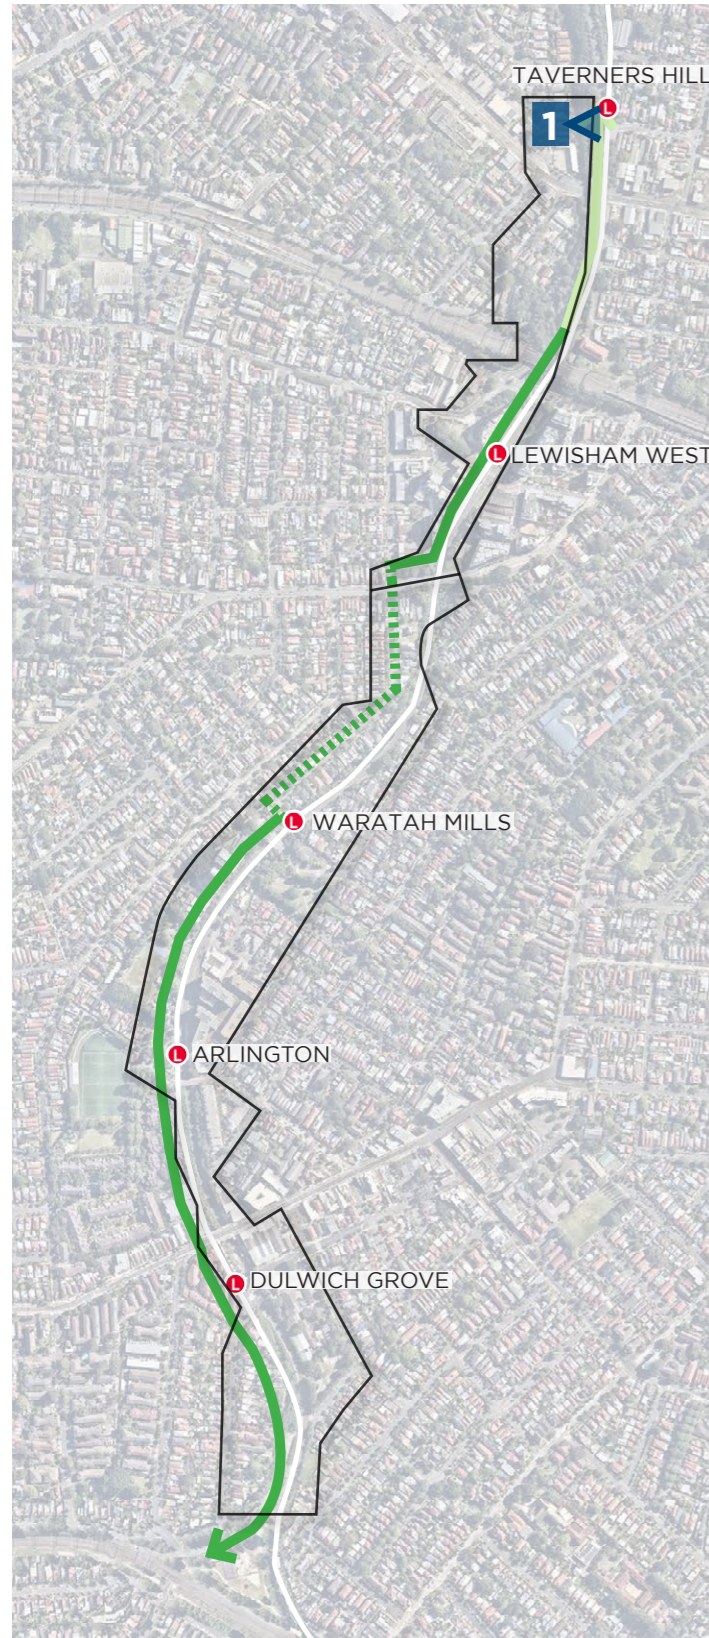 TAVERNERS HILL
L
1
L LEWISHAM WEST
L WARATAH MILLS
L ARLINGTON
L DULWICH GROVE